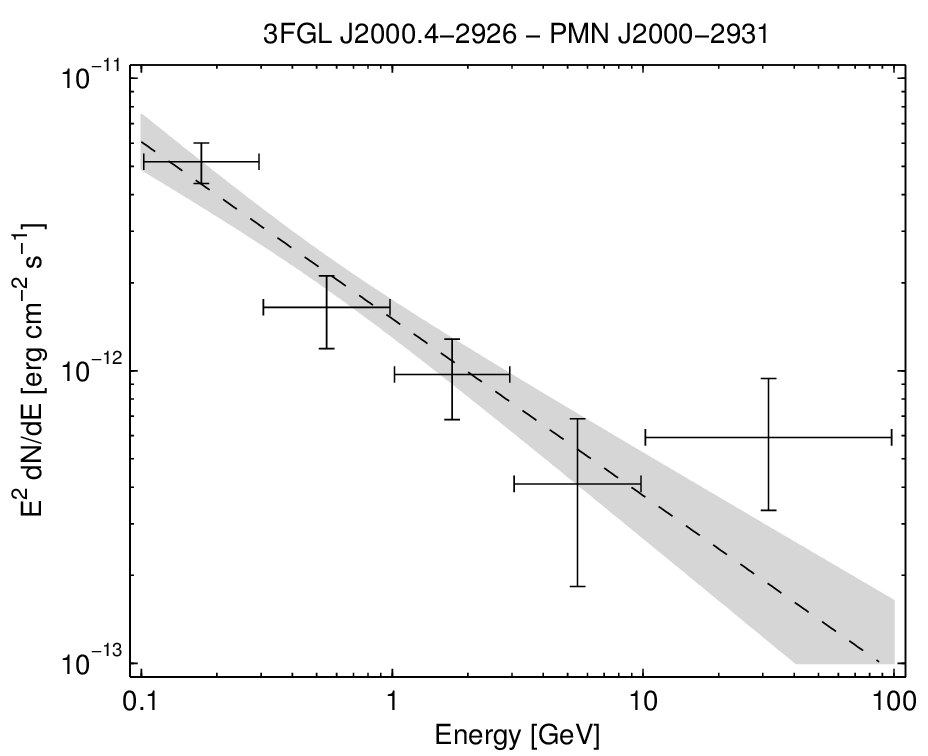 3FGL J2000.4−2926 − PMN J2000−2931
10⁻¹¹
10⁻¹²
10⁻¹³
E² dN/dE [erg cm⁻² s⁻¹]
0.1 1 10 100
Energy [GeV]